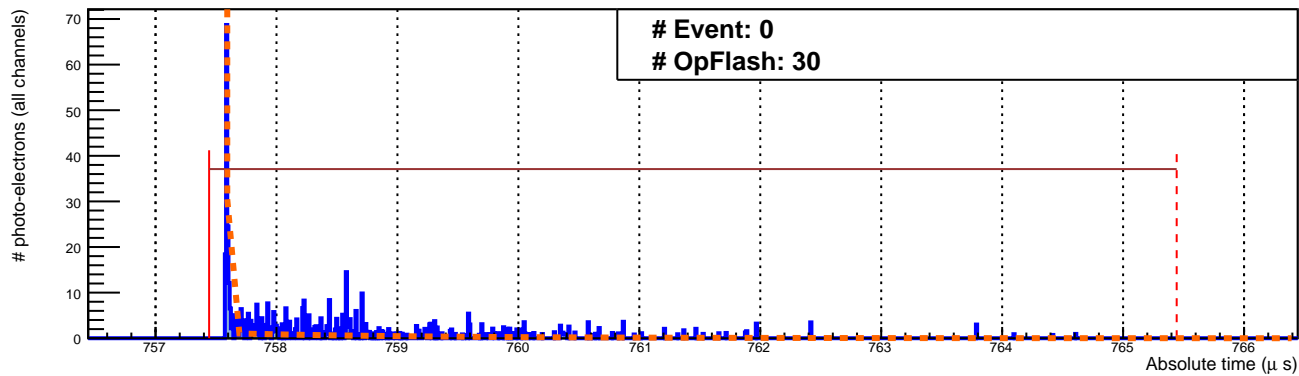 # Event: 0
# OpFlash: 30
# photo-electrons (all channels)
70
60
50
40
30
20
10
0
757 758 759 760 761 762 763 764 765 766
Absolute time (μ s)